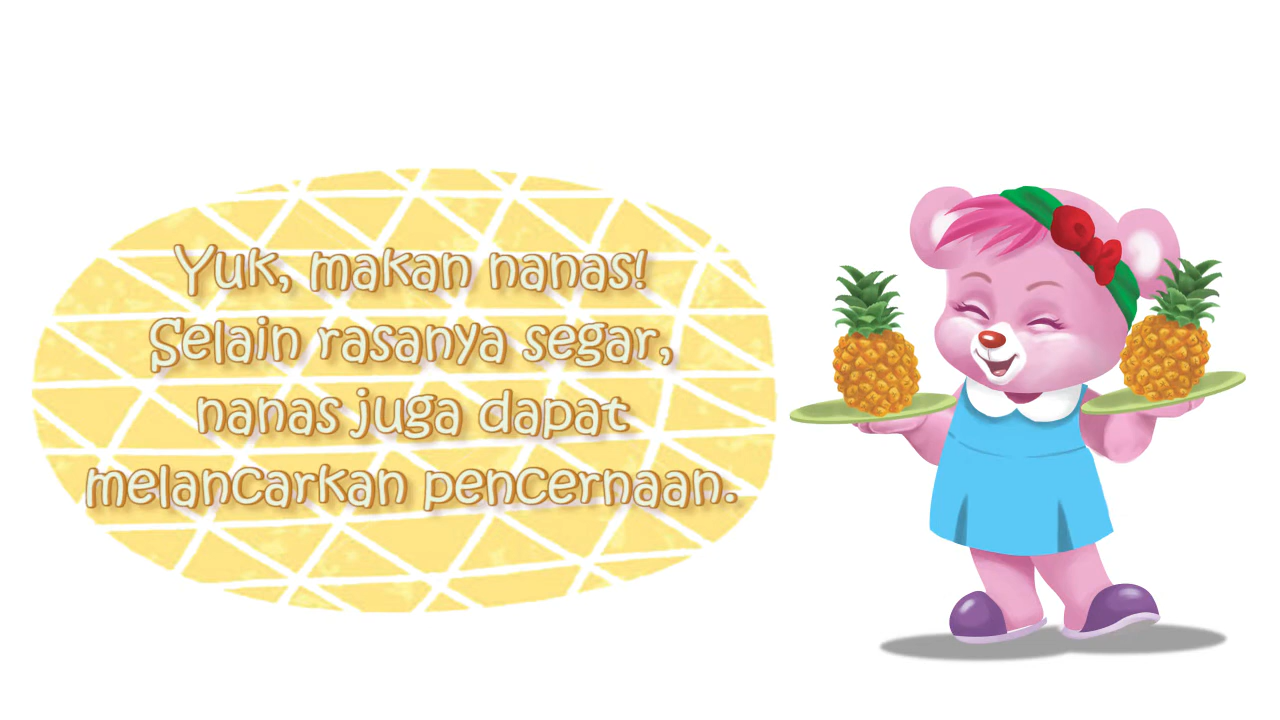 Yuk, makan nanas!
Selain rasanya segar,
nanas juga dapat
melancarkan pencernaan.